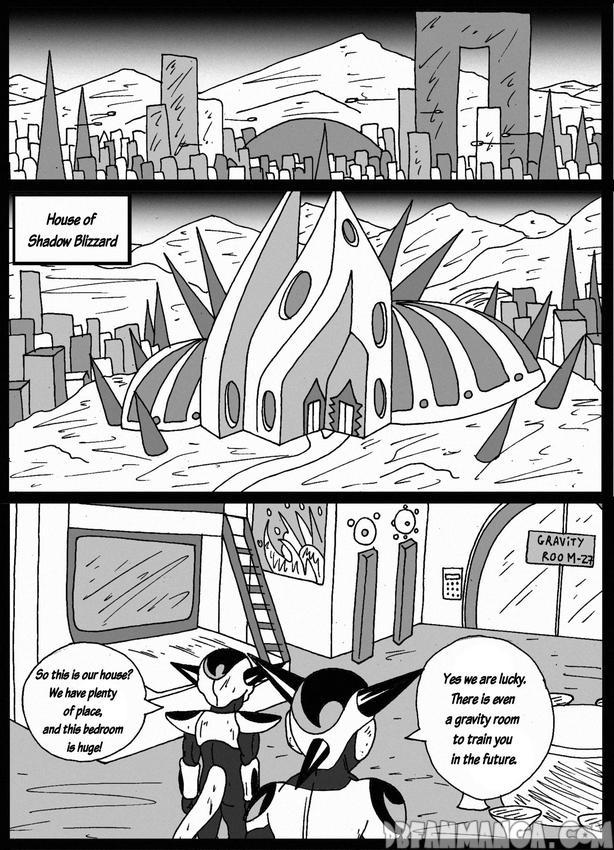 House of
Shadow Blizzard
GRAVITY
ROOM-27
So this is our house?
We have plenty
of place,
and this bedroom
is huge!
Yes we are lucky.
There is even
a gravity room
to train you
in the future.
DBFANMANGA.COM